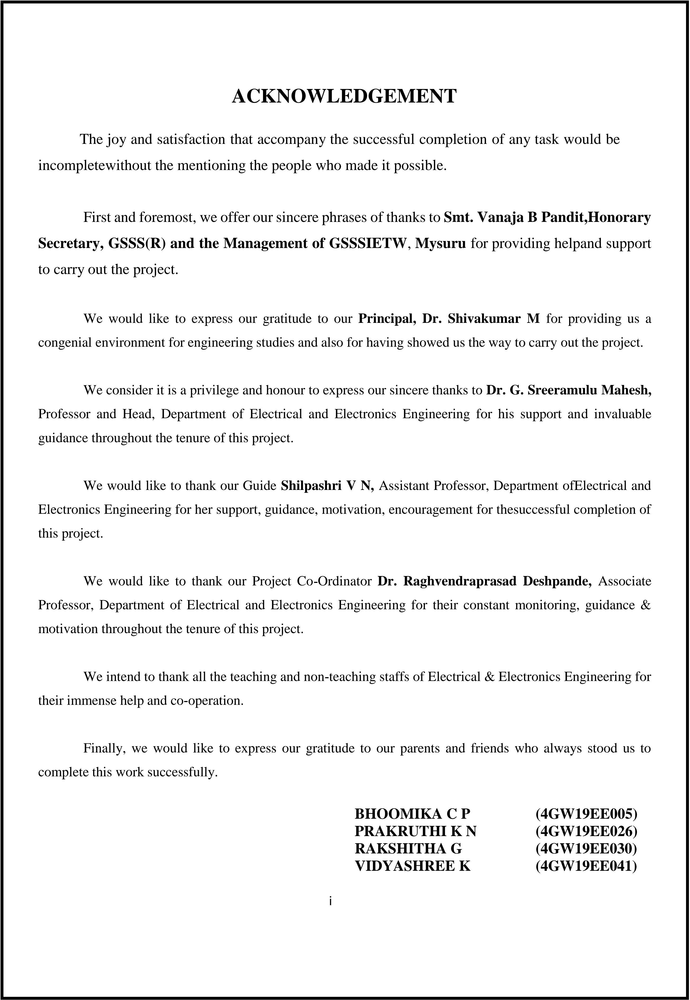 ACKNOWLEDGEMENT
The joy and satisfaction that accompany the successful completion of any task would be
incompletewithout the mentioning the people who made it possible.
First and foremost, we offer our sincere phrases of thanks to Smt. Vanaja B Pandit,Honorary
Secretary, GSSS(R) and the Management of GSSSIETW, Mysuru for providing helpand support
to carry out the project.
We would like to express our gratitude to our Principal, Dr. Shivakumar M for providing us a
congenial environment for engineering studies and also for having showed us the way to carry out the project.
We consider it is a privilege and honour to express our sincere thanks to Dr. G. Sreeramulu Mahesh,
Professor and Head, Department of Electrical and Electronics Engineering for his support and invaluable
guidance throughout the tenure of this project.
We would like to thank our Guide Shilpashri V N, Assistant Professor, Department ofElectrical and
Electronics Engineering for her support, guidance, motivation, encouragement for thesuccessful completion of
this project.
We would like to thank our Project Co-Ordinator Dr. Raghvendraprasad Deshpande, Associate
Professor, Department of Electrical and Electronics Engineering for their constant monitoring, guidance &
motivation throughout the tenure of this project.
We intend to thank all the teaching and non-teaching staffs of Electrical & Electronics Engineering for
their immense help and co-operation.
Finally, we would like to express our gratitude to our parents and friends who always stood us to
complete this work successfully.
BHOOMIKA C P (4GW19EE005)
PRAKRUTHI K N (4GW19EE026)
RAKSHITHA G (4GW19EE030)
VIDYASHREE K (4GW19EE041)
i